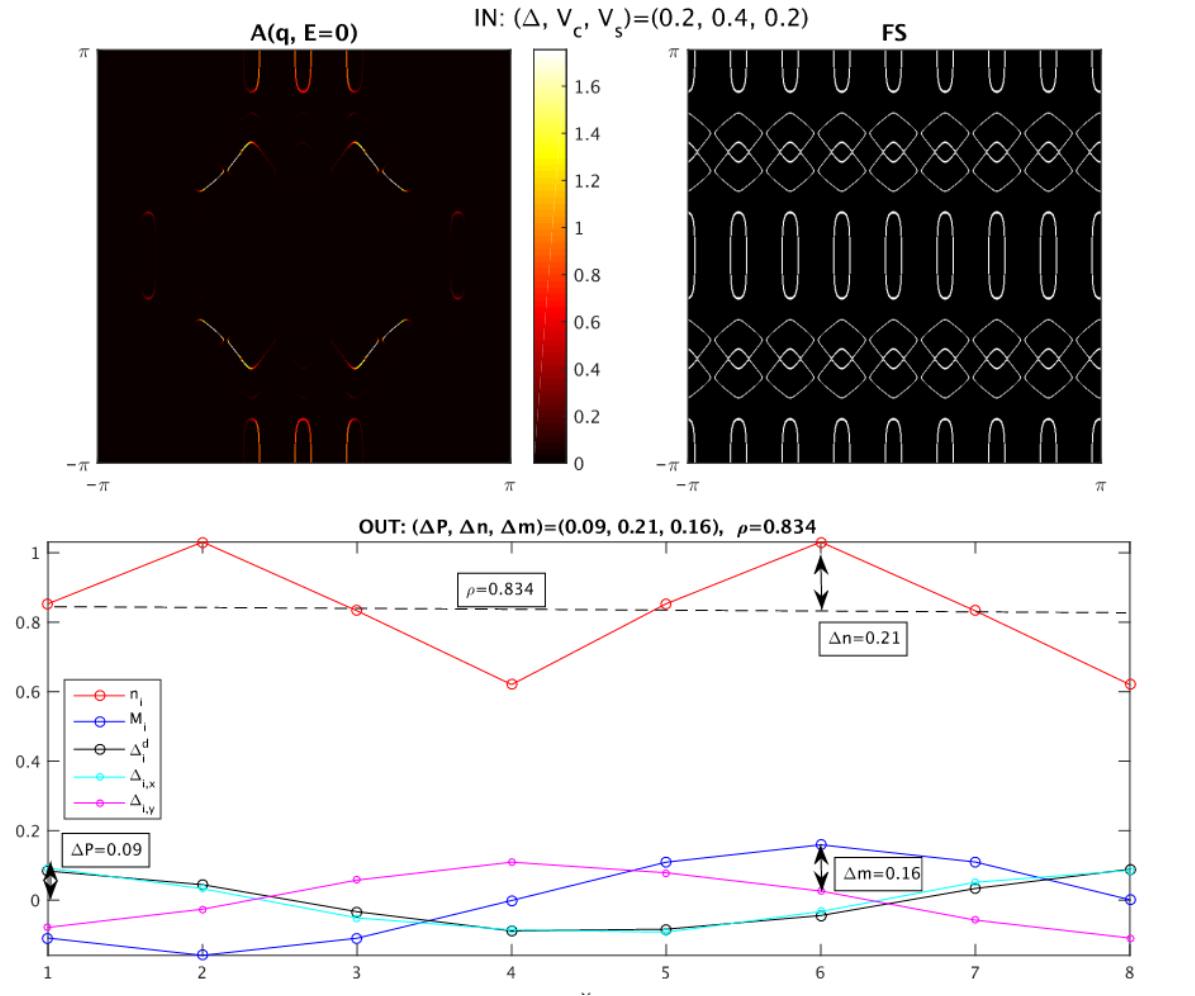 IN: (Δ, V_c, V_s)=(0.2, 0.4, 0.2)
A(q, E=0)
FS
π
1.6
1.4
1.2
1
0.8
0.6
0.4
0.2
0
−π
−π
π
π
−π
−π
π
OUT: (ΔP, Δn, Δm)=(0.09, 0.21, 0.16), ρ=0.834
1
0.8
0.6
0.4
0.2
0
ρ=0.834
Δn=0.21
n_i
M_i
Δ_i^d
Δ_i,x
Δ_i,y
ΔP=0.09
Δm=0.16
1
2
3
4
5
6
7
8